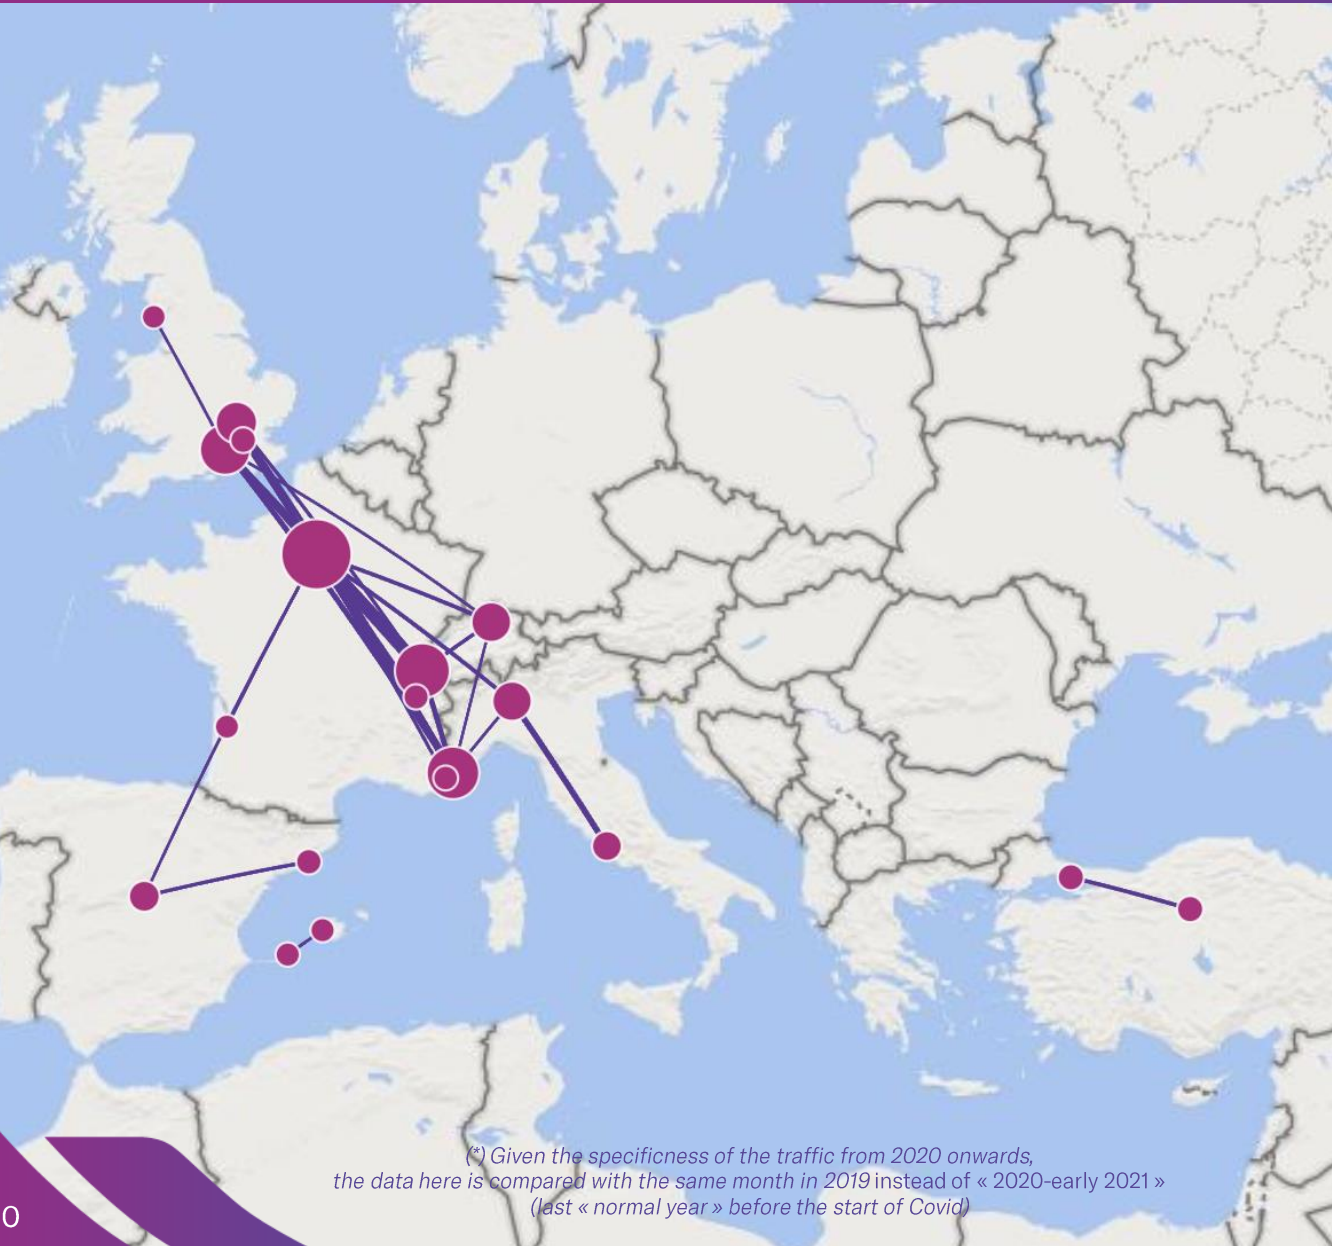 (*) Given the specificness of the traffic from 2020 onwards,
the data here is compared with the same month in 2019 instead of « 2020-early 2021 »
(last « normal year » before the start of Covid)
0